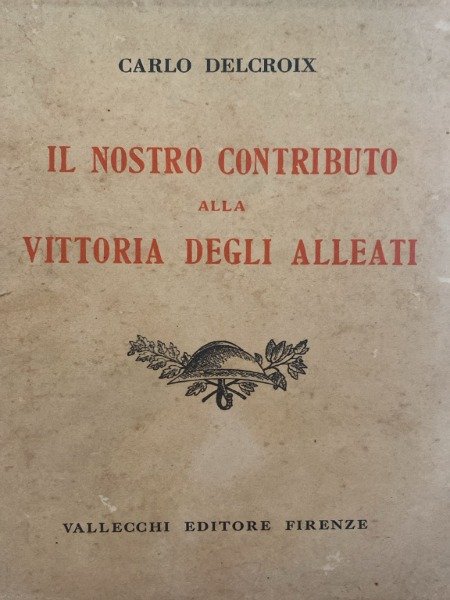 CARLO DELCROIX
IL NOSTRO CONTRIBUTO
ALLA
VITTORIA DEGLI ALLEATI
VALLECCHI EDITORE FIRENZE